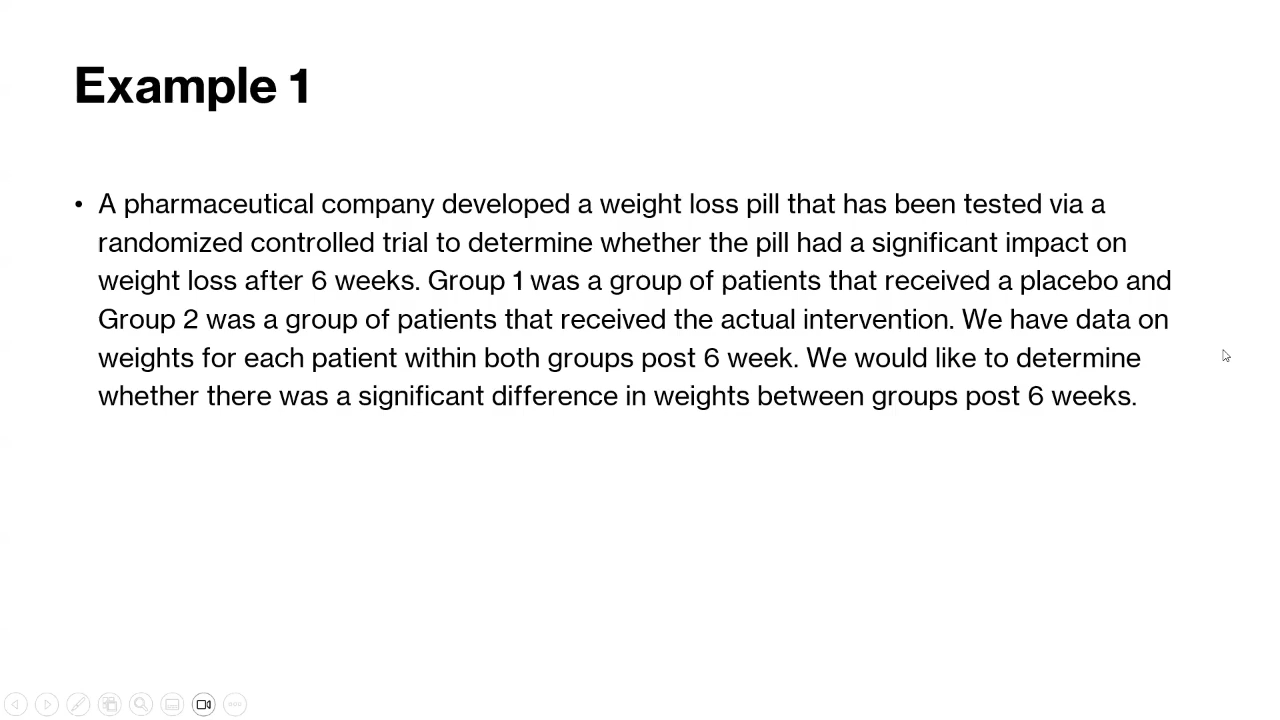 Example 1
• A pharmaceutical company developed a weight loss pill that has been tested via a
randomized controlled trial to determine whether the pill had a significant impact on
weight loss after 6 weeks. Group 1 was a group of patients that received a placebo and
Group 2 was a group of patients that received the actual intervention. We have data on
weights for each patient within both groups post 6 week. We would like to determine
whether there was a significant difference in weights between groups post 6 weeks.